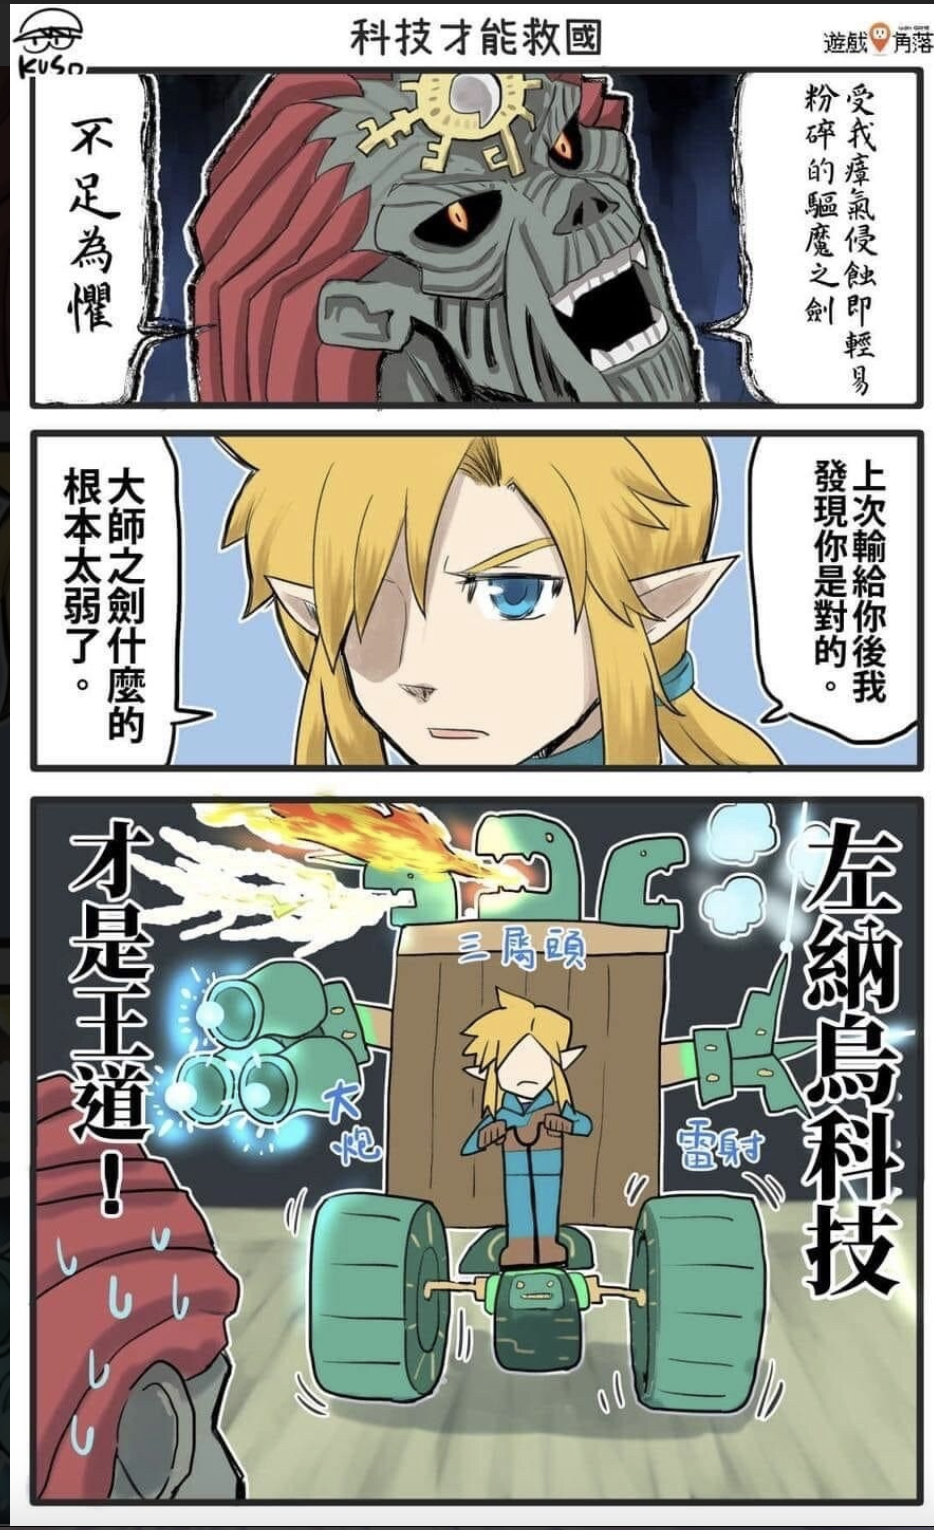 科技才能救國
KUSO
遊戲角落
受我瘴氣侵蝕即輕易
粉碎的驅魔之劍
不足為懼
上次輸給你後我
發現你是對的。
大師之劍什麼的
根本太弱了。
左納烏科技
才是王道！
三屬頭
大炮
雷射